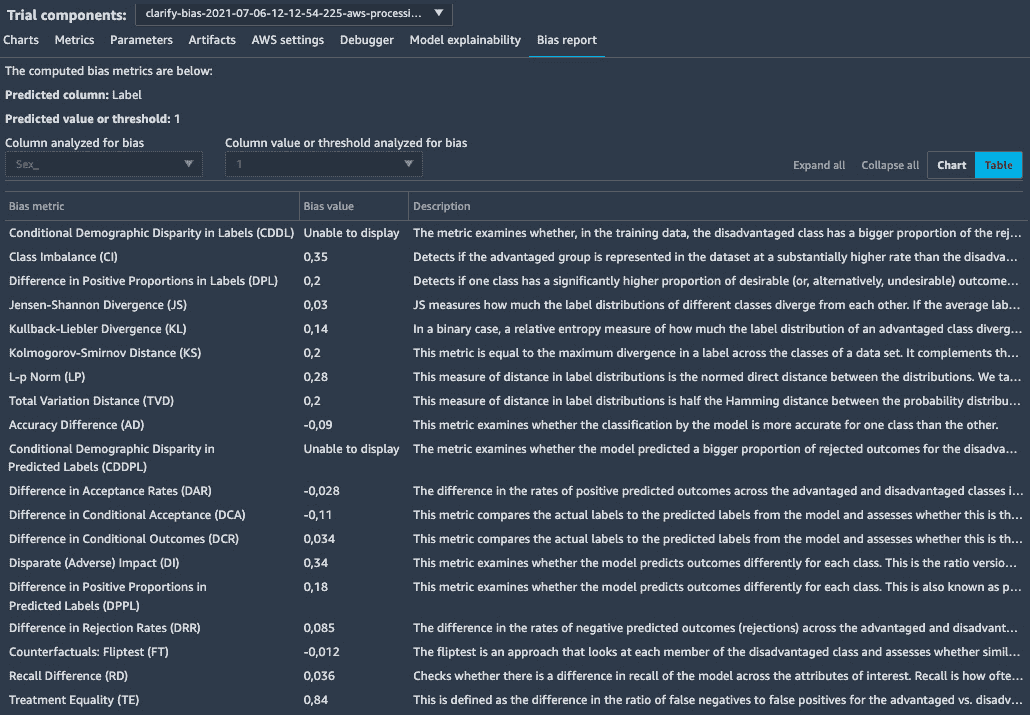 Trial components: clarify-bias-2021-07-06-12-12-54-225-aws-processi...
Charts Metrics Parameters Artifacts AWS settings Debugger Model explainability Bias report
The computed bias metrics are below:
Predicted column: Label
Predicted value or threshold: 1
Column analyzed for bias Column value or threshold analyzed for bias
Sex_ 1 Expand all Collapse all Chart Table
Bias metric Bias value Description
Conditional Demographic Disparity in Labels (CDDL) Unable to display The metric examines whether, in the training data, the disadvantaged class has a bigger proportion of the rej...
Class Imbalance (CI) 0,35 Detects if the advantaged group is represented in the dataset at a substantially higher rate than the disadva...
Difference in Positive Proportions in Labels (DPL) 0,2 Detects if one class has a significantly higher proportion of desirable (or, alternatively, undesirable) outcome...
Jensen-Shannon Divergence (JS) 0,03 JS measures how much the label distributions of different classes diverge from each other. If the average lab...
Kullback-Liebler Divergence (KL) 0,14 In a binary case, a relative entropy measure of how much the label distribution of an advantaged class diverg...
Kolmogorov-Smirnov Distance (KS) 0,2 This metric is equal to the maximum divergence in a label across the classes of a data set. It complements th...
L-p Norm (LP) 0,28 This measure of distance in label distributions is the normed direct distance between the distributions. We ta...
Total Variation Distance (TVD) 0,2 This measure of distance in label distributions is half the Hamming distance between the probability distribu...
Accuracy Difference (AD) -0,09 This metric examines whether the classification by the model is more accurate for one class than the other.
Conditional Demographic Disparity in Unable to display The metric examines whether the model predicted a bigger proportion of rejected outcomes for the disadva...
Predicted Labels (CDDPL)
Difference in Acceptance Rates (DAR) -0,028 The difference in the rates of positive predicted outcomes across the advantaged and disadvantaged classes i...
Difference in Conditional Acceptance (DCA) -0,11 This metric compares the actual labels to the predicted labels from the model and assesses whether this is th...
Difference in Conditional Outcomes (DCR) 0,034 This metric compares the actual labels to the predicted labels from the model and assesses whether this is th...
Disparate (Adverse) Impact (DI) 0,34 This metric examines whether the model predicts outcomes differently for each class. This is the ratio versio...
Difference in Positive Proportions in 0,18 This metric examines whether the model predicts outcomes differently for each class. This is also known as p...
Predicted Labels (DPPL)
Difference in Rejection Rates (DRR) 0,085 The difference in the rates of negative predicted outcomes (rejections) across the advantaged and disadvant...
Counterfactuals: Fliptest (FT) -0,012 The fliptest is an approach that looks at each member of the disadvantaged class and assesses whether simil...
Recall Difference (RD) 0,036 Checks whether there is a difference in recall of the model across the attributes of interest. Recall is how ofte...
Treatment Equality (TE) 0,84 This is defined as the difference in the ratio of false negatives to false positives for the advantaged vs. disadv...